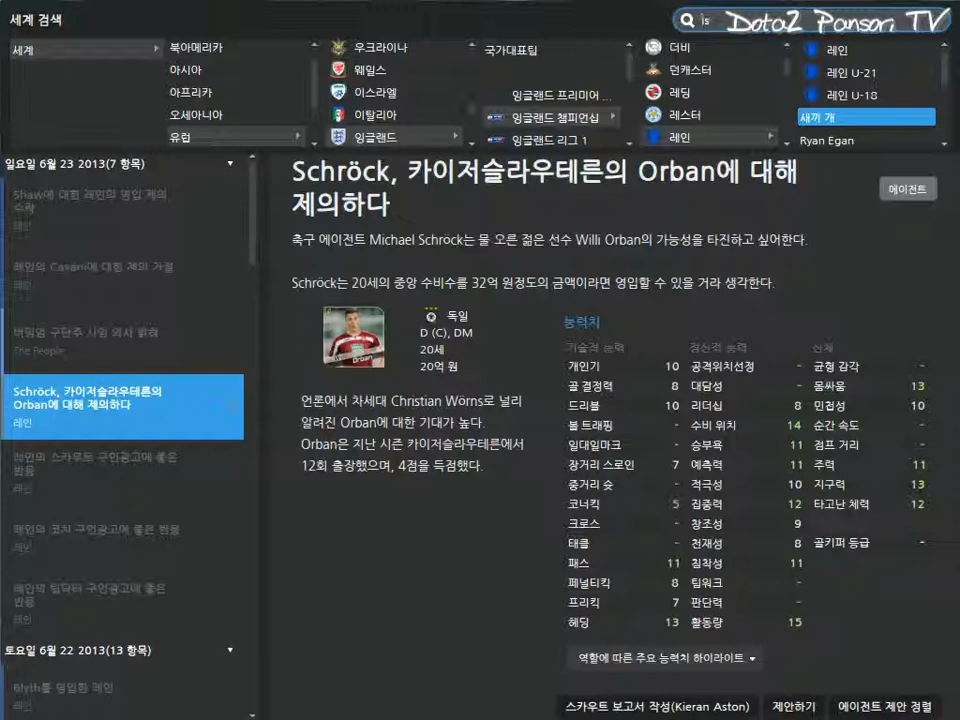 세계 검색
is
Dota2 Pansori TV
세계
북아메리카
아시아
아프리카
오세아니아
유럽
우크라이나
웨일스
이스라엘
이탈리아
잉글랜드
국가대표팀
잉글랜드 프리미어 ...
잉글랜드 챔피언십
잉글랜드 리그 1
더비
던캐스터
레딩
레스터
레인
레인
레인 U-21
레인 U-18
새끼 개
Ryan Egan
일요일 6월 23 2013(7 항목)
Shaw에 대한 레인의 영입 제의
레인
레인의 Cavani에 대한 제의 거절
레인
버밍엄 구단주 사임 의사 밝혀
The People
Schröck, 카이저슬라우테른의
Orban에 대해 제의하다
레인
레인의 스카우트 구인광고에 좋은
반응
레인
레인의 코치 구인광고에 좋은 반응
레인
레인의 팀닥터 구인광고에 좋은
반응
레인
토요일 6월 22 2013(13 항목)
Blyth를 영입한 레인
레인
Schröck, 카이저슬라우테른의 Orban에 대해
제의하다
에이전트
축구 에이전트 Michael Schröck는 물 오른 젊은 선수 Willi Orban의 가능성을 타진하고 싶어한다.
Schröck는 20세의 중앙 수비수를 32억 원정도의 금액이라면 영입할 수 있을 거라 생각한다.
Orban
독일
D (C), DM
20세
20억 원
언론에서 차세대 Christian Wörns로 널리
알려진 Orban에 대한 기대가 높다.
Orban은 지난 시즌 카이저슬라우테른에서
12회 출장했으며, 4점을 득점했다.
능력치
기술적 능력 정신적 능력 신체
개인기 10 공격위치선정 - 균형 감각 -
골 결정력 8 대담성 - 몸싸움 13
드리블 10 리더십 8 민첩성 10
볼 트래핑 - 수비 위치 14 순간 속도 -
일대일마크 - 승부욕 11 점프 거리 -
장거리 스로인 7 예측력 11 주력 11
중거리 슛 - 적극성 10 지구력 13
코너킥 5 집중력 12 타고난 체력 12
크로스 - 창조성 9
태클 - 천재성 8 골키퍼 등급 -
패스 11 침착성 11
페널티킥 8 팀워크 -
프리킥 7 판단력 -
헤딩 13 활동량 15
역할에 따른 주요 능력치 하이라이트
스카우트 보고서 작성(Kieran Aston) 제안하기 에이전트 제안 정렬